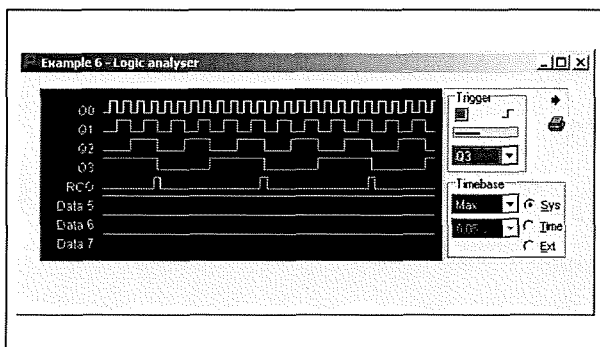 Example 6 - Logic analyser
Q0
Q1
Q2
Q3
RCO
Data 5
Data 6
Data 7
Trigger
Q3
Timebase
Max
Sys
Time
Ext